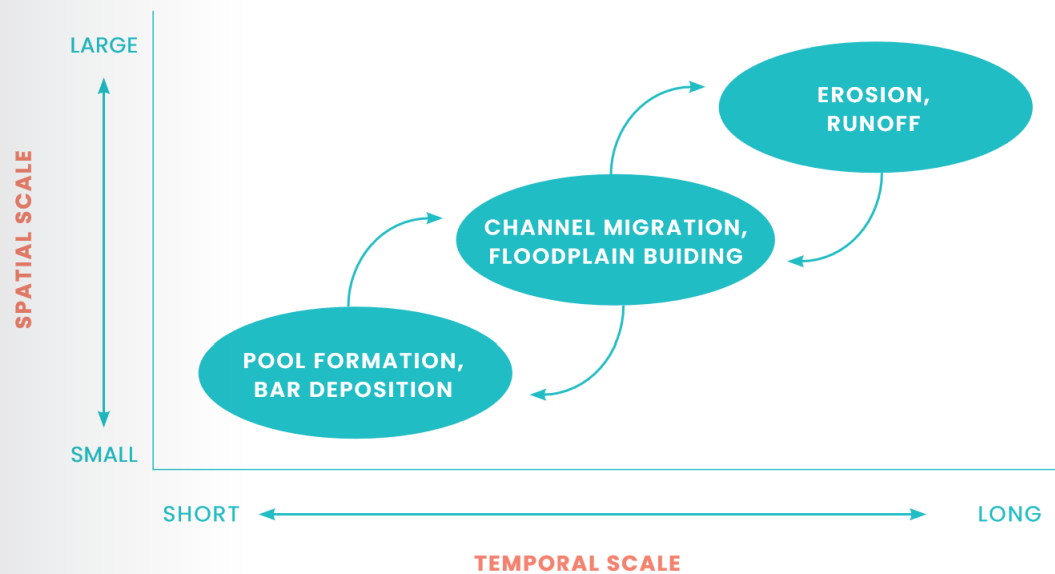 LARGE
SPATIAL SCALE
SMALL
EROSION,
RUNOFF
CHANNEL MIGRATION,
FLOODPLAIN BUIDING
POOL FORMATION,
BAR DEPOSITION
SHORT
LONG
TEMPORAL SCALE